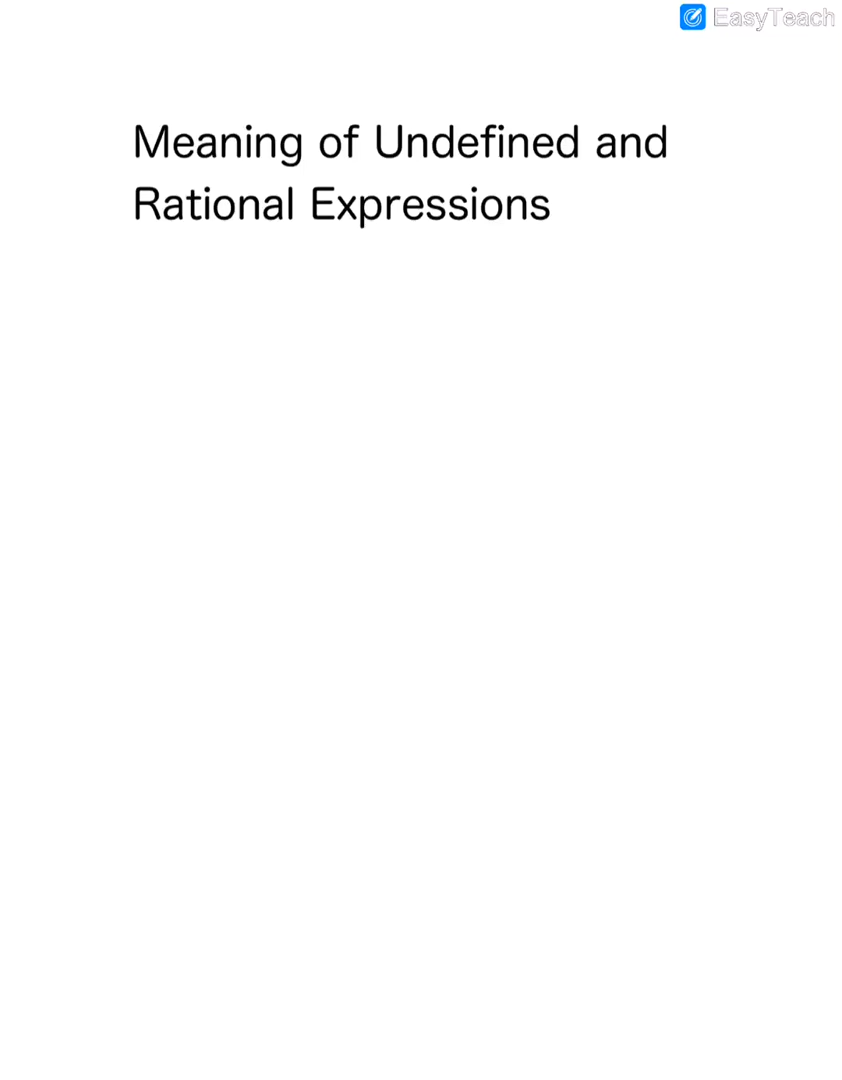 EasyTeach
Meaning of Undefined and
Rational Expressions